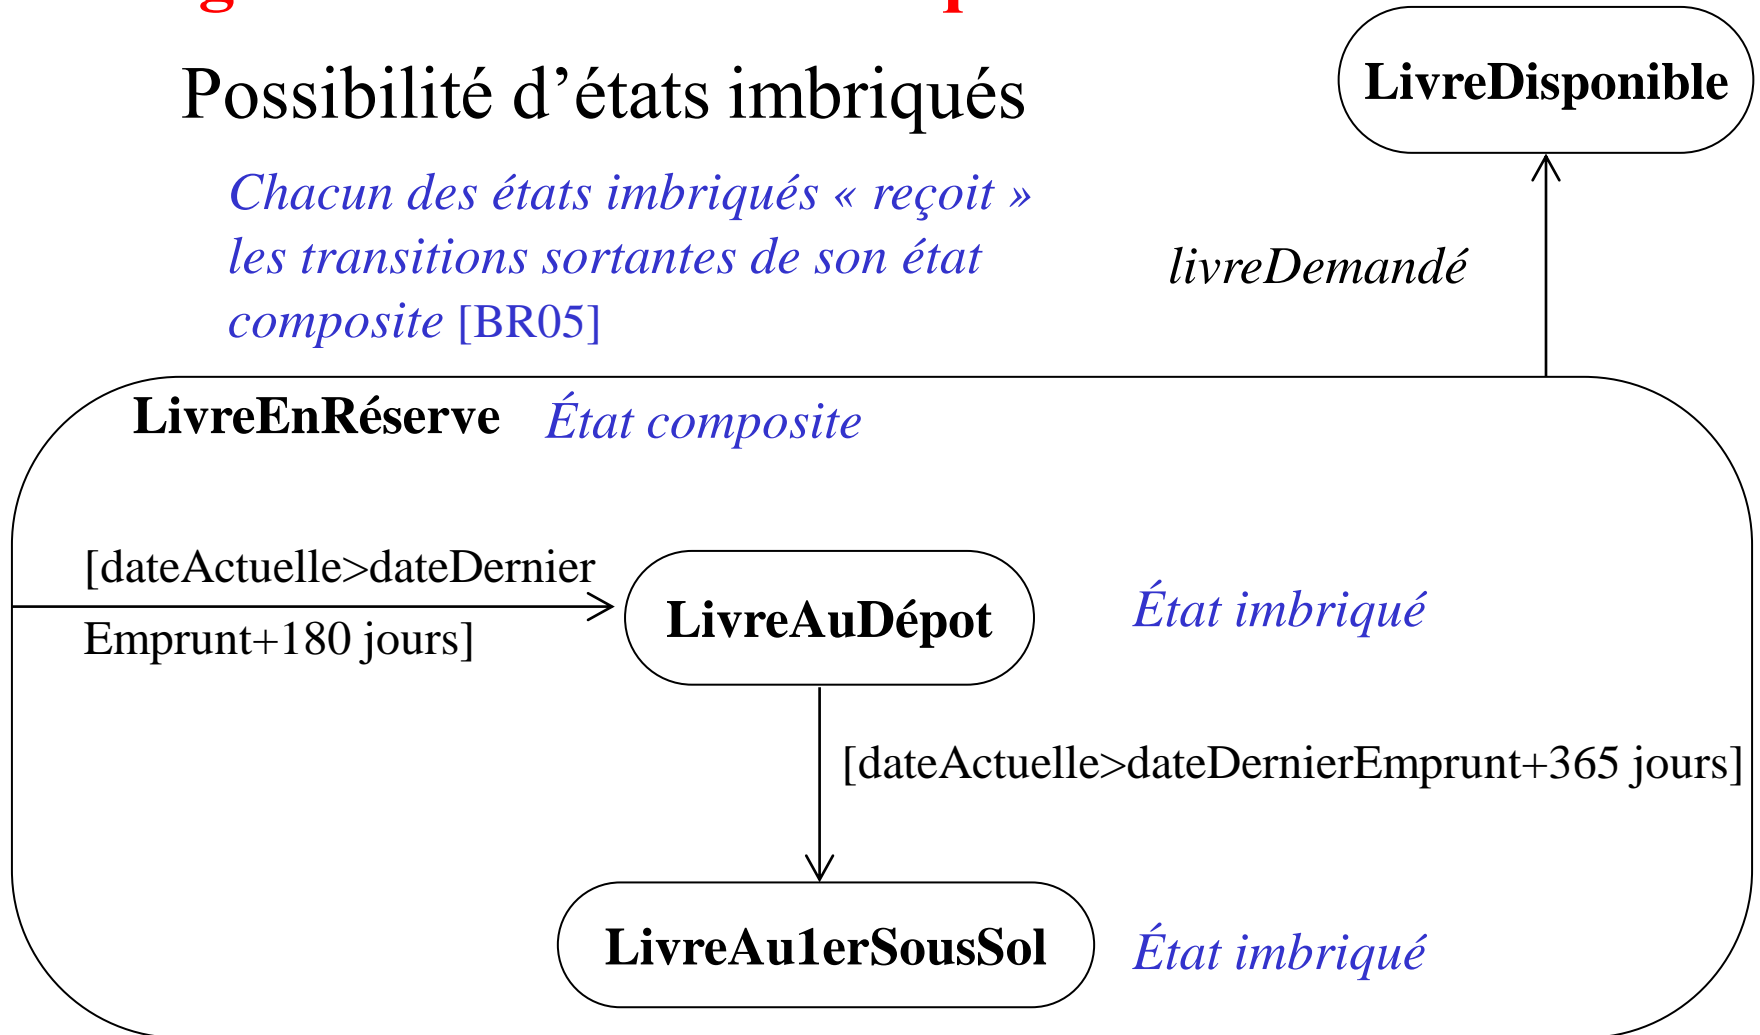 Possibilité d’états imbriqués
LivreDisponible
Chacun des états imbriqués « reçoit »
les transitions sortantes de son état
composite [BR05]
livreDemandé
LivreEnRéserve État composite
[dateActuelle>dateDernier
Emprunt+180 jours]
LivreAuDépot
État imbriqué
[dateActuelle>dateDernierEmprunt+365 jours]
LivreAu1erSousSol
État imbriqué